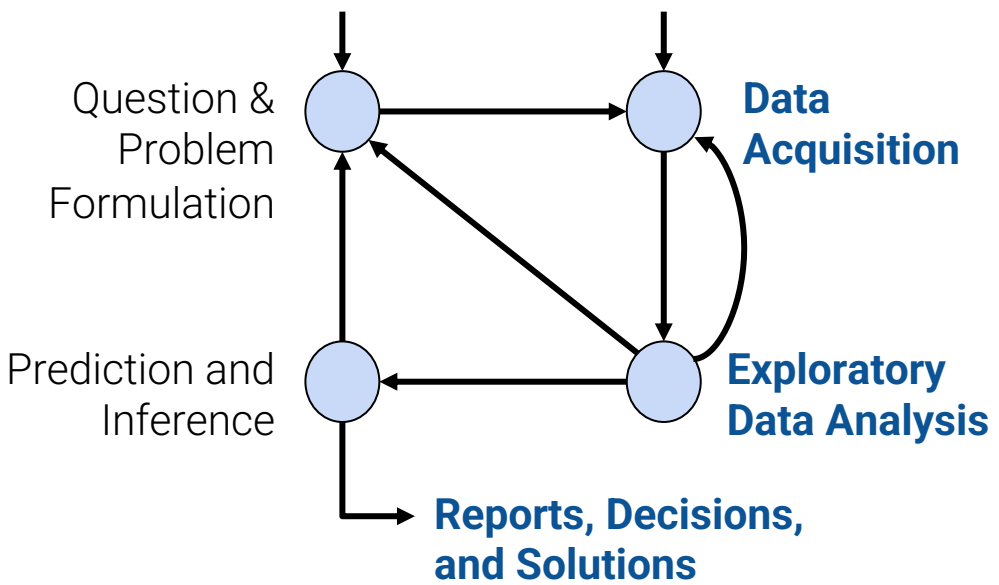 Question &
Problem
Formulation
Data
Acquisition
Prediction and
Inference
Exploratory
Data Analysis
Reports, Decisions,
and Solutions